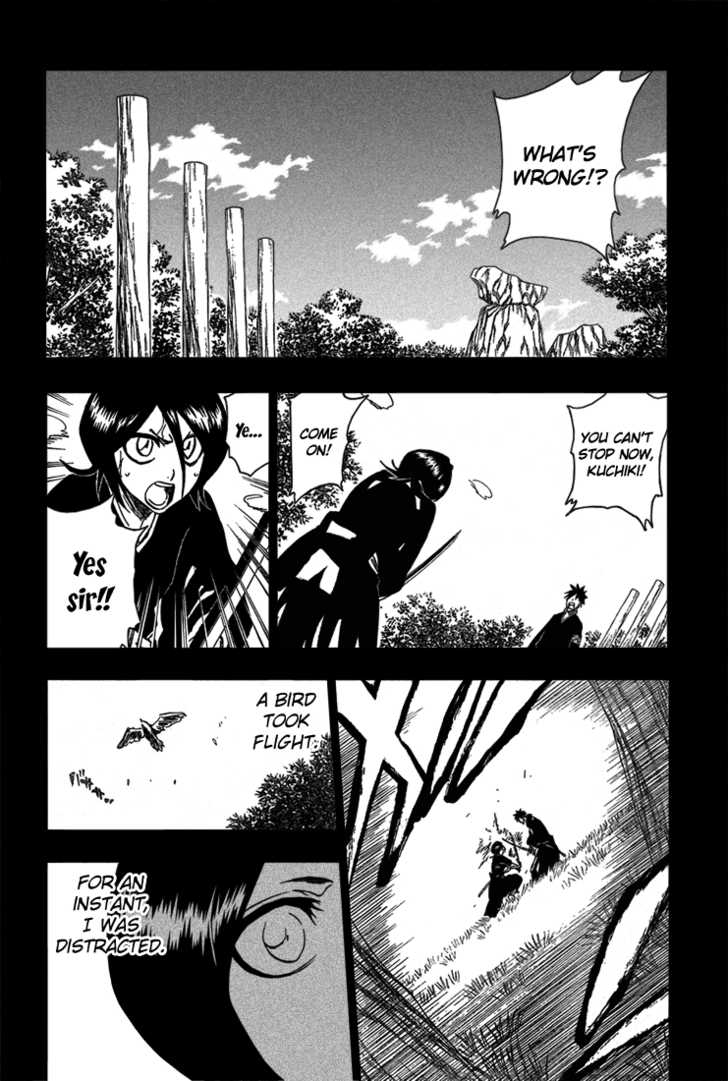 WHAT'S
WRONG!?
YOU CAN'T
STOP NOW,
KUCHIKI!
COME
ON!
Ye...
Yes
sir!!
A BIRD
TOOK
FLIGHT.
FOR AN
INSTANT,
I WAS
DISTRACTED.